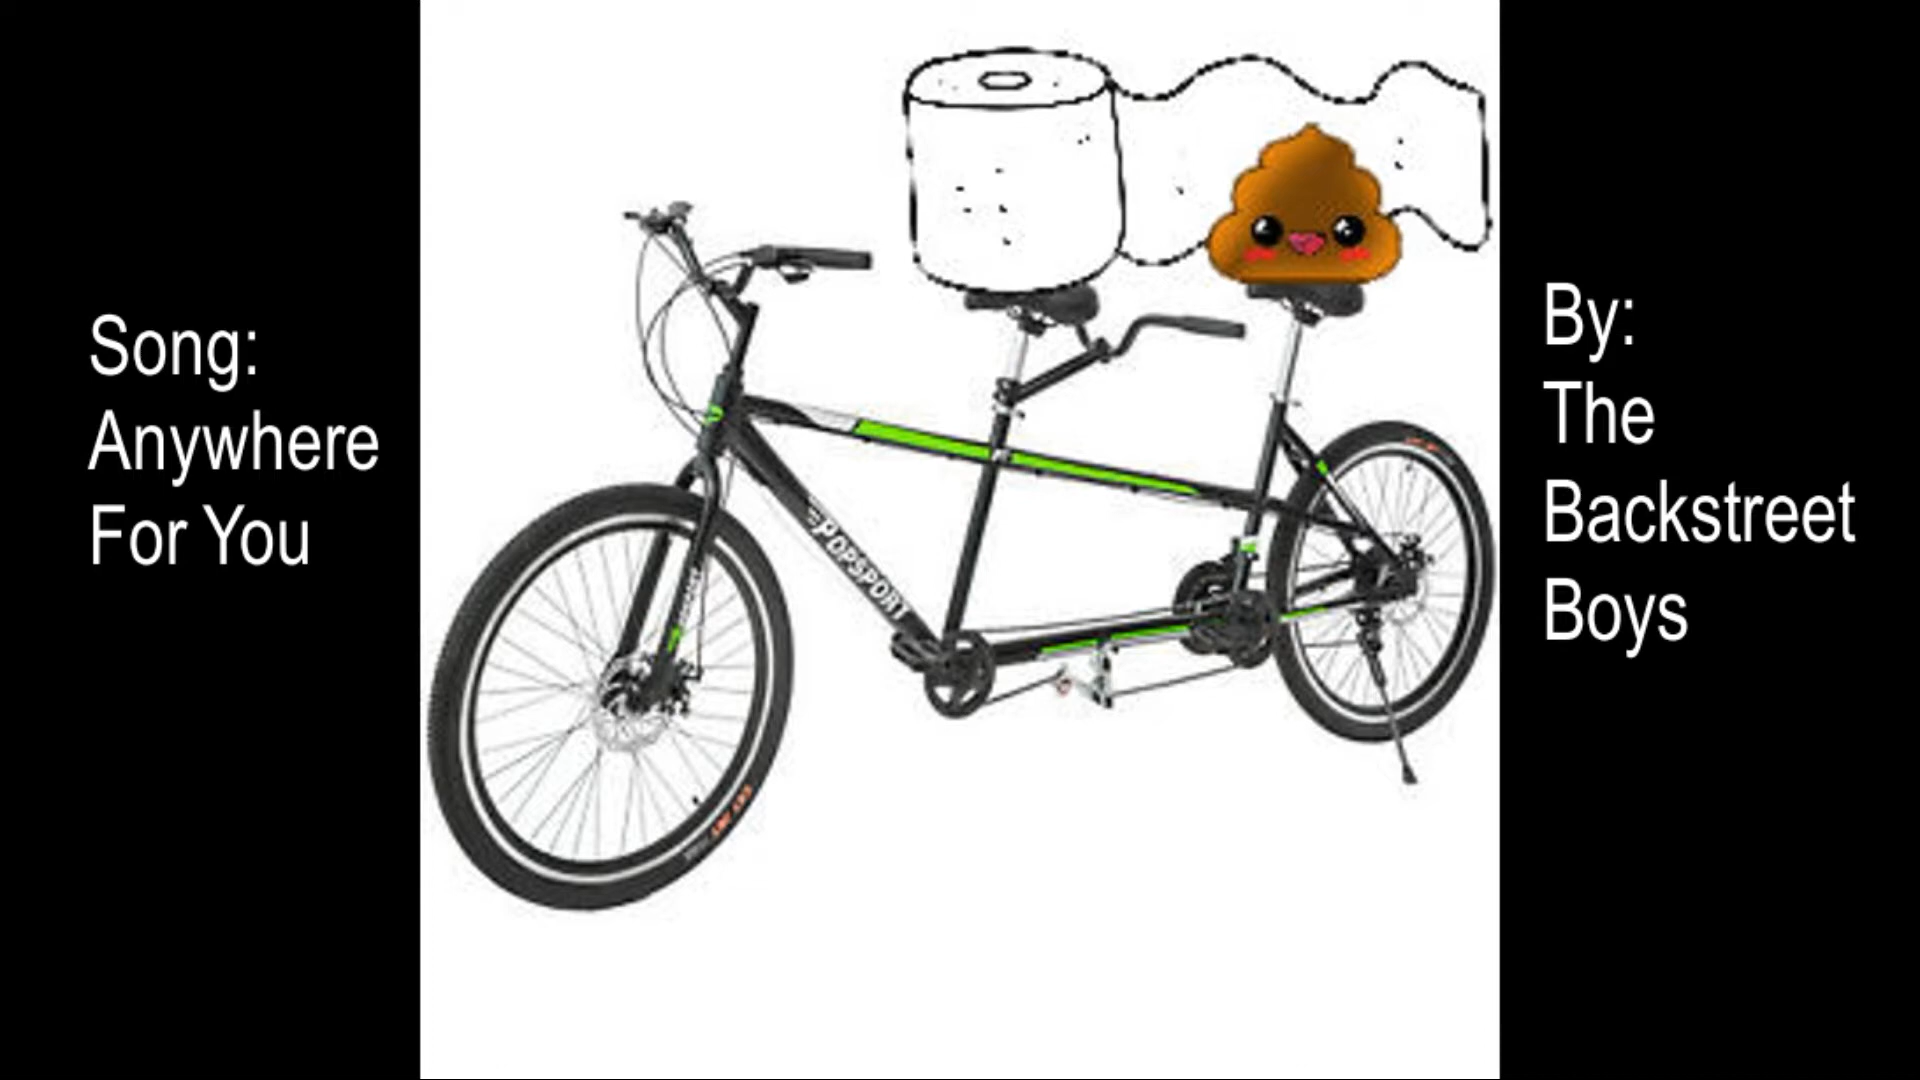 Song:
Anywhere
For You
By:
The
Backstreet
Boys
POPSPORT